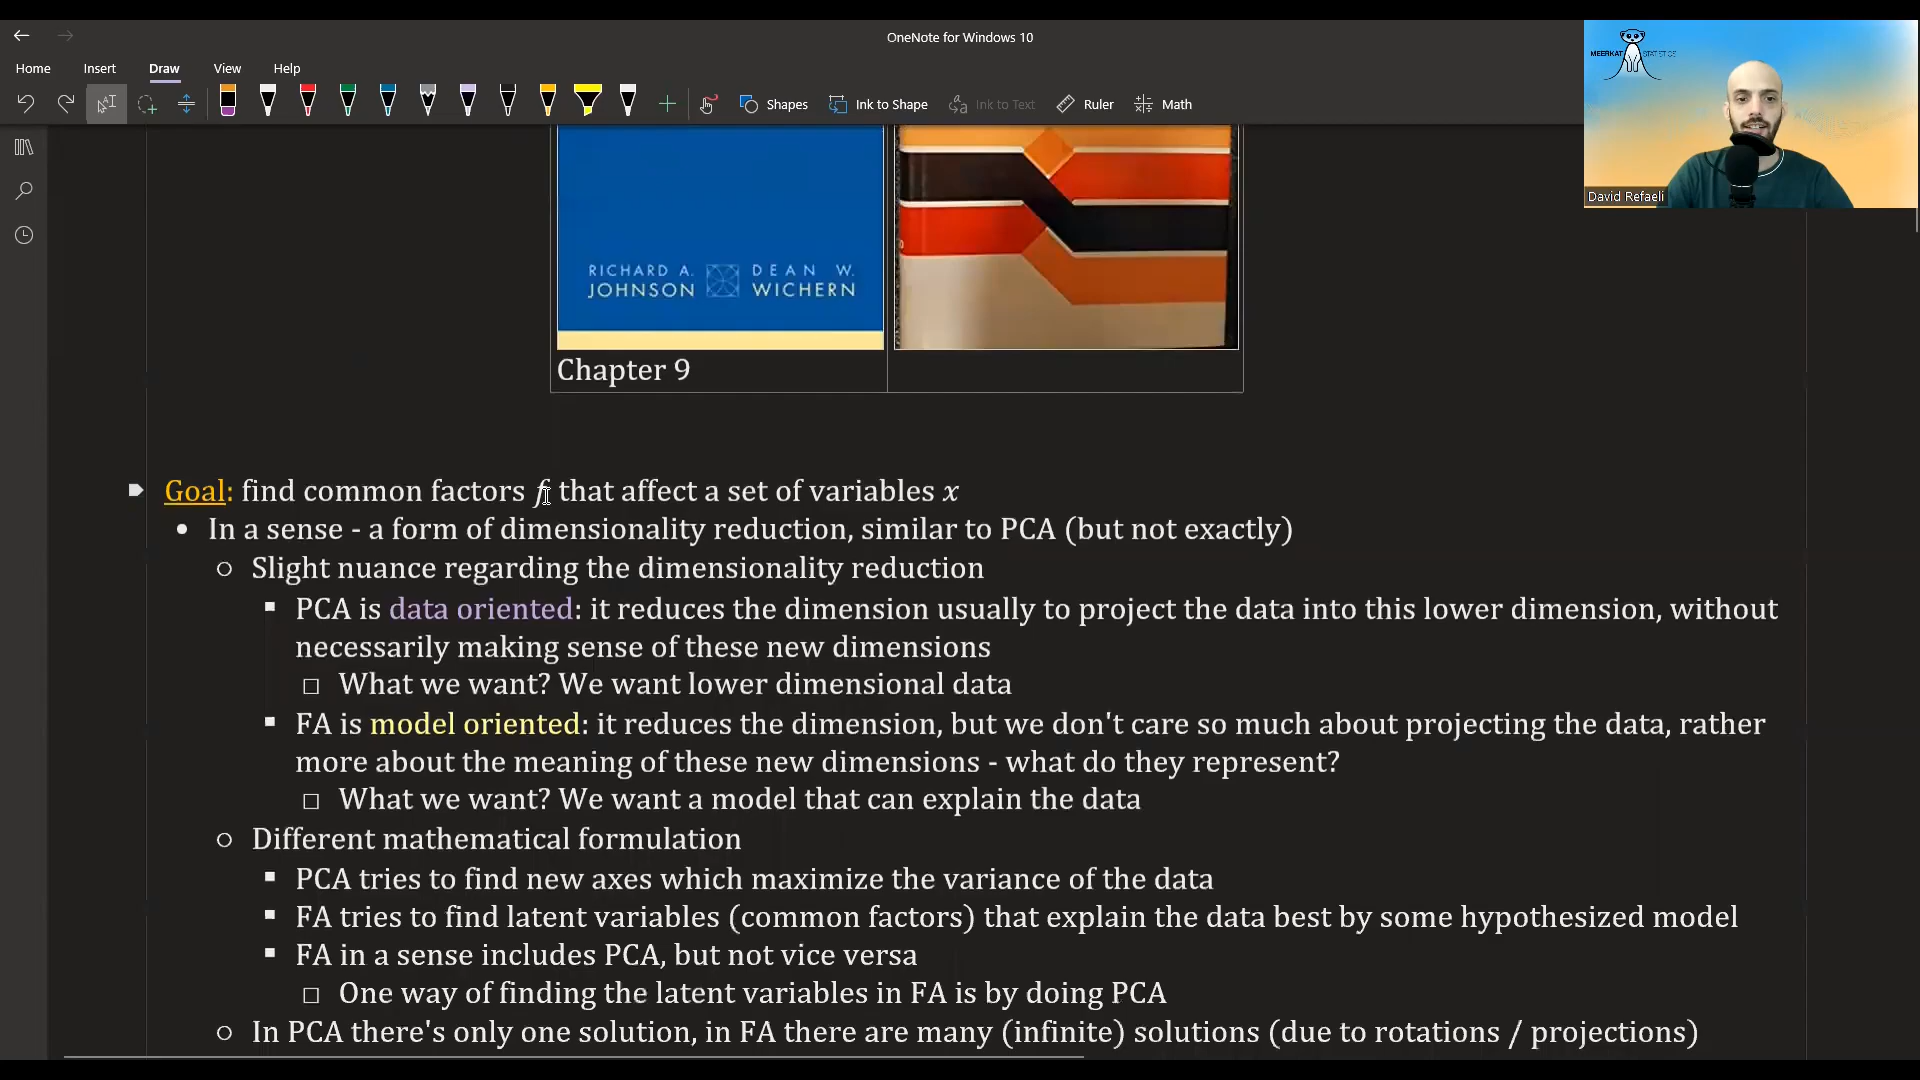 OneNote for Windows 10
MEERKAT STATISTICS
Home Insert Draw View Help
Shapes Ink to Shape Ink to Text Ruler Math
David Refaeli
RICHARD A. JOHNSON DEAN W. WICHERN
Chapter 9
Goal: find common factors f that affect a set of variables x
• In a sense - a form of dimensionality reduction, similar to PCA (but not exactly)
○ Slight nuance regarding the dimensionality reduction
▪ PCA is data oriented: it reduces the dimension usually to project the data into this lower dimension, without
necessarily making sense of these new dimensions
□ What we want? We want lower dimensional data
▪ FA is model oriented: it reduces the dimension, but we don't care so much about projecting the data, rather
more about the meaning of these new dimensions - what do they represent?
□ What we want? We want a model that can explain the data
○ Different mathematical formulation
▪ PCA tries to find new axes which maximize the variance of the data
▪ FA tries to find latent variables (common factors) that explain the data best by some hypothesized model
▪ FA in a sense includes PCA, but not vice versa
□ One way of finding the latent variables in FA is by doing PCA
○ In PCA there's only one solution, in FA there are many (infinite) solutions (due to rotations / projections)